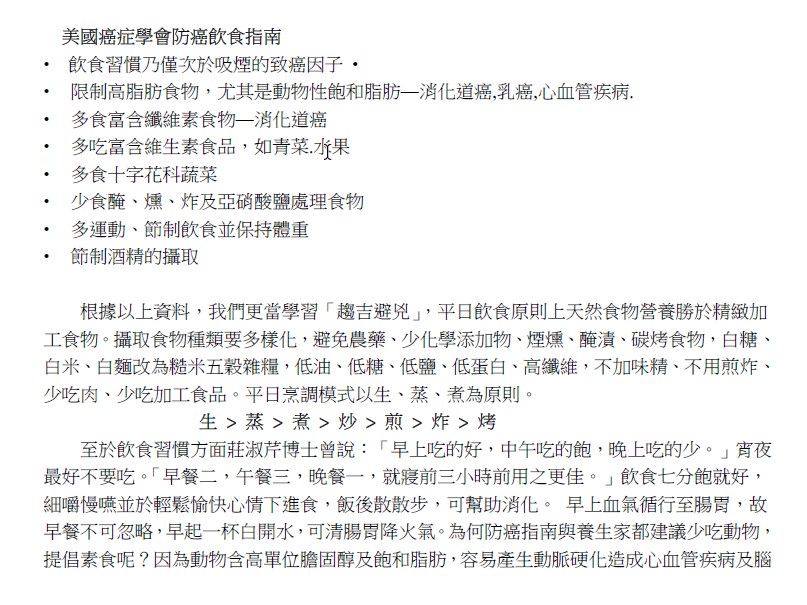 美國癌症學會防癌飲食指南
• 飲食習慣乃僅次於吸煙的致癌因子 •
• 限制高脂肪食物，尤其是動物性飽和脂肪—消化道癌,乳癌,心血管疾病.
• 多食富含纖維素食物—消化道癌
• 多吃富含維生素食品，如青菜.水果
• 多食十字花科蔬菜
• 少食醃、燻、炸及亞硝酸鹽處理食物
• 多運動、節制飲食並保持體重
• 節制酒精的攝取
根據以上資料，我們更當學習「趨吉避兇」，平日飲食原則上天然食物營養勝於精緻加
工食物。攝取食物種類要多樣化，避免農藥、少化學添加物、煙燻、醃漬、碳烤食物，白糖、
白米、白麵改為糙米五穀雜糧，低油、低糖、低鹽、低蛋白、高纖維，不加味精、不用煎炸、
少吃肉、少吃加工食品。平日烹調模式以生、蒸、煮為原則。
生 > 蒸 > 煮 > 炒 > 煎 > 炸 > 烤
至於飲食習慣方面莊淑芹博士曾說：「早上吃的好，中午吃的飽，晚上吃的少。」宵夜
最好不要吃。「早餐二，午餐三，晚餐一，就寢前三小時前用之更佳。」飲食七分飽就好，
細嚼慢嚥並於輕鬆愉快心情下進食，飯後散散步，可幫助消化。 早上血氣循行至腸胃，故
早餐不可忽略，早起一杯白開水，可清腸胃降火氣。為何防癌指南與養生家都建議少吃動物，
提倡素食呢？因為動物含高單位膽固醇及飽和脂肪，容易產生動脈硬化造成心血管疾病及腦